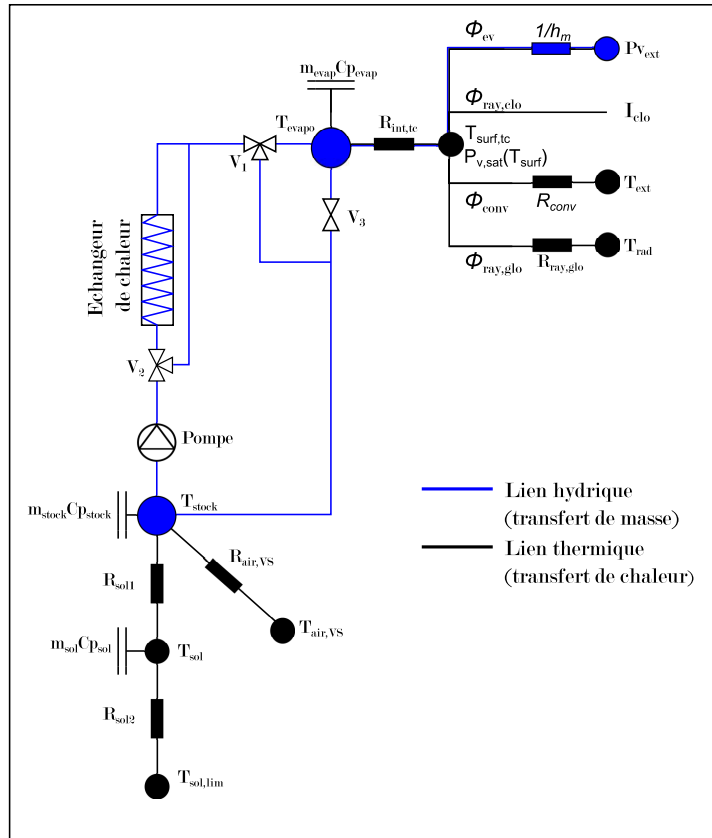 Φev
1/hm
Pvext
mevapCpevap
Φray,clo
Iclo
Tevapo
Rint,tc
Tsurf,tc
Pv,sat(Tsurf)
V1
Φconv
Rconv
Text
V3
Φray,glo
Rray,glo
Trad
Echangeur
de chaleur
V2
Pompe
Tstock
mstockCpstock
Lien hydrique
(transfert de masse)
Lien thermique
(transfert de chaleur)
Rair,VS
Rsol1
Tair,VS
msolCpsol
Tsol
Rsol2
Tsol,lim